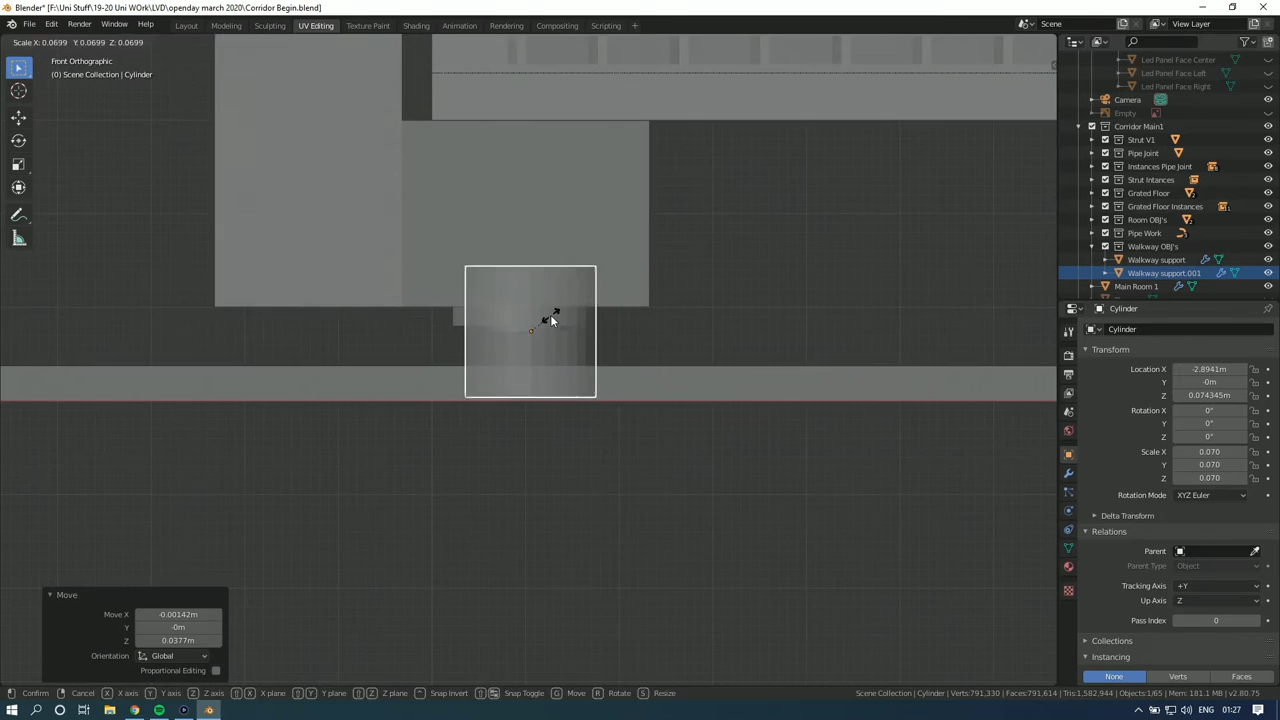 Blender* [F:\Uni Stuff\19-20 Uni WOrk\LVD\openday march 2020\Corridor Begin.blend]
File Edit Render Window Help Layout Modeling Sculpting UV Editing Texture Paint Shading Animation Rendering Compositing Scripting + Scene View Layer
Scale X: 0.0699 Y: 0.0699 Z: 0.0699
Front Orthographic
(0) Scene Collection | Cylinder
Led Panel Face Center
Led Panel Face Left
Led Panel Face Right
Camera
Empty
Corridor Main1
Strut V1
Pipe Joint
Instances Pipe Joint
Strut Intances
Grated Floor
Grated Floor Instances
Room OBJ's
Pipe Work
Walkway OBJ's
Walkway support
Walkway support.001
Main Room 1
Cylinder
Cylinder
Transform
Location X -2.8941m
Y -0m
Z 0.074345m
Rotation X 0°
Y 0°
Z 0°
Scale X 0.070
Y 0.070
Z 0.070
Rotation Mode XYZ Euler
Delta Transform
Relations
Parent
Parent Type Object
Tracking Axis +Y
Up Axis Z
Pass Index 0
Collections
Instancing
None Verts Faces
Move
Move X -0.00142m
Y -0m
Z 0.0377m
Orientation Global
Proportional Editing
Confirm Cancel X X axis Y Y axis Z Z axis X X plane Y Y plane Z Z plane Snap Invert Snap Toggle G Move R Rotate S Resize Scene Collection | Cylinder | Verts:791,330 | Faces:791,614 | Tris:1,582,944 | Objects:1/65 | Mem: 181.1 MB | v2.80.75
ENG 01:27